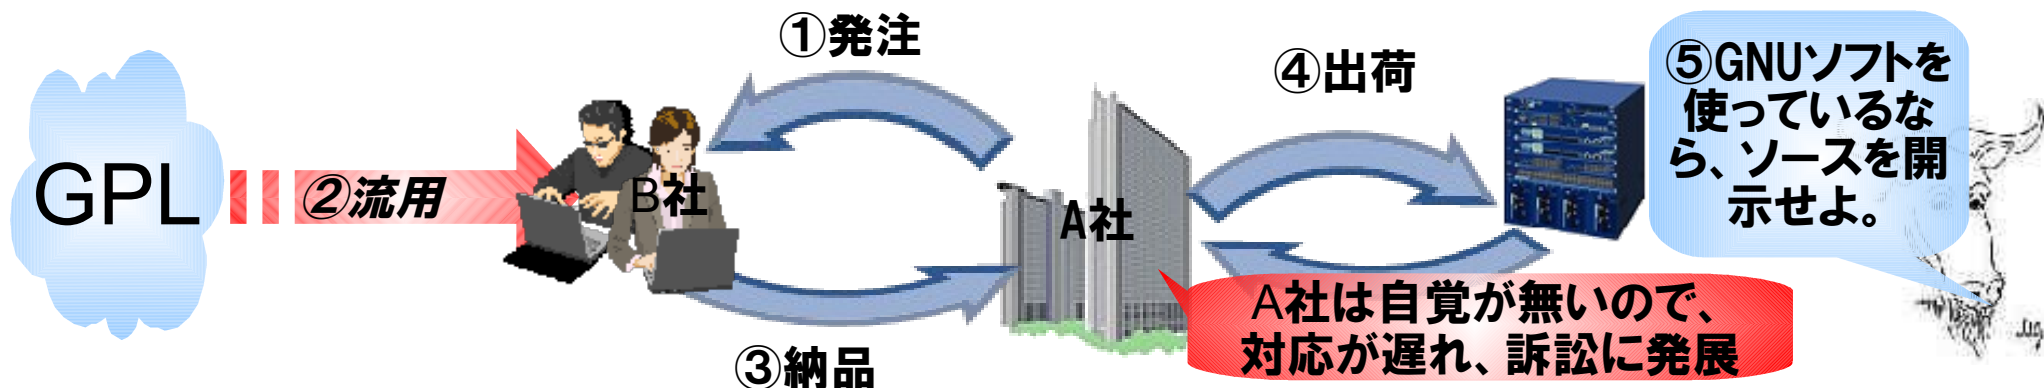 GPL
②流用
B社
①発注
③納品
A社
④出荷
⑤GNUソフトを
使っているな
ら、ソースを開
示せよ。
A社は自覚が無いので、
対応が遅れ、訴訟に発展